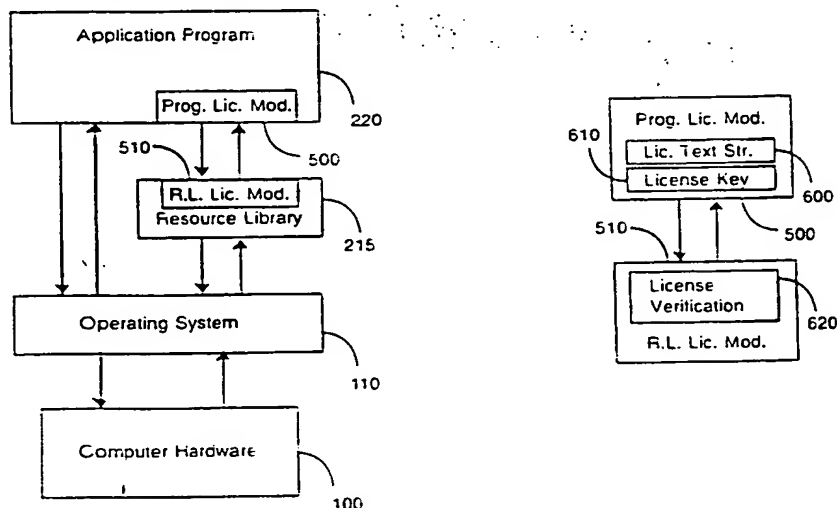 Application Program
Prog. Lic. Mod.
220
510
500
R.L. Lic. Mod.
Resource Library
215
Operating System
110
Computer Hardware
100
Prog. Lic. Mod.
610
Lic. Text Str.
License Key
600
510
500
License
Verification
620
R.L. Lic. Mod.